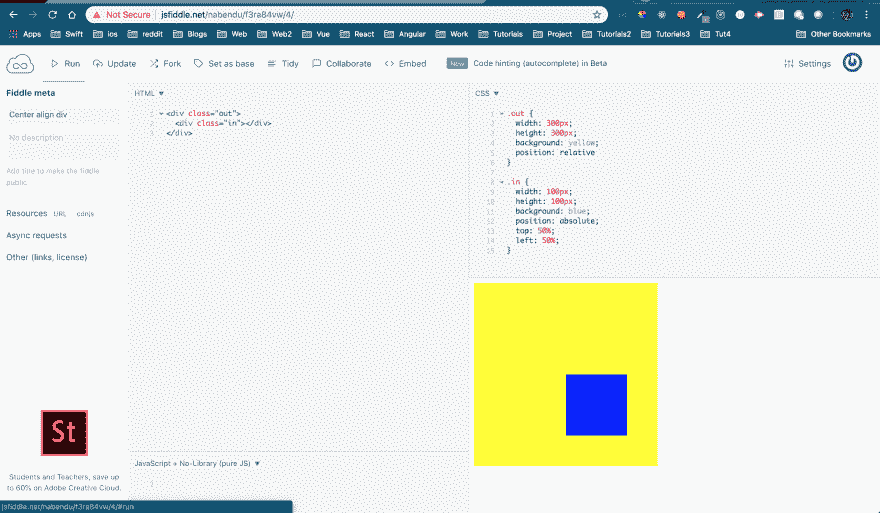 Not Secure | jsfiddle.net/nabendu/f3ra84vw/4/
Apps Swift ios reddit Blogs Web Web2 Vue React Angular Work Tutorials Project Tutorials2 Tutorials3 Tut4 Other Bookmarks
Run Update Fork Set as base Tidy Collaborate Embed New Code hinting (autocomplete) in Beta Settings
Fiddle meta
Center align div
No description
Add title to make the fiddle
public.
Resources URL cdnjs
Async requests
Other (links, license)
St
Students and Teachers, save up
to 60% on Adobe Creative Cloud.
HTML
1 <div class="out">
2 <div class="in"></div>
3 </div>
JavaScript + No-Library (pure JS)
1
CSS
1 .out {
2 width: 300px;
3 height: 300px;
4 background: yellow;
5 position: relative
6 }
7
8 .in {
9 width: 100px;
10 height: 100px;
11 background: blue;
12 position: absolute;
13 top: 50%;
14 left: 50%;
15 }
jsfiddle.net/nabendu/f3ra84vw/4/#run